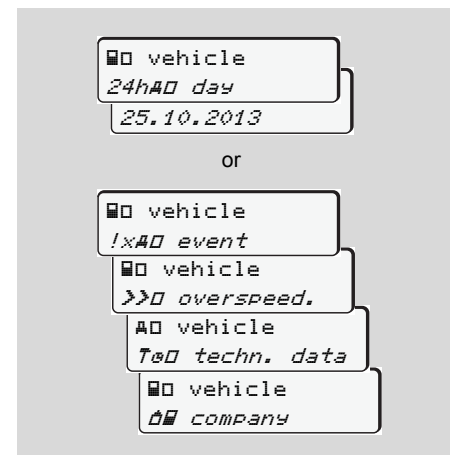 vehicle
24h day
25.10.2013
or
vehicle
!x event
vehicle
>> overspeed.
vehicle
techn. data
vehicle
company